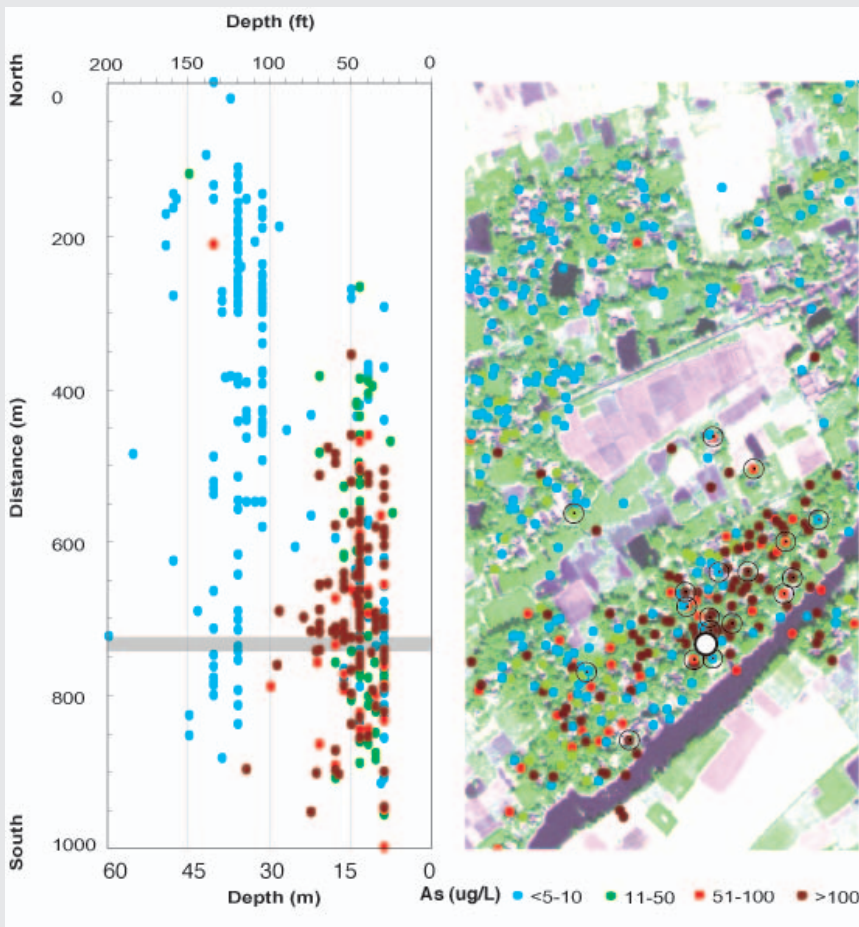 Depth (ft)
200 150 100 50 0
North
0
200
400
Distance (m)
600
800
1000
South
60 45 30 15 0
Depth (m)
As (ug/L) <5-10 11-50 51-100 >100